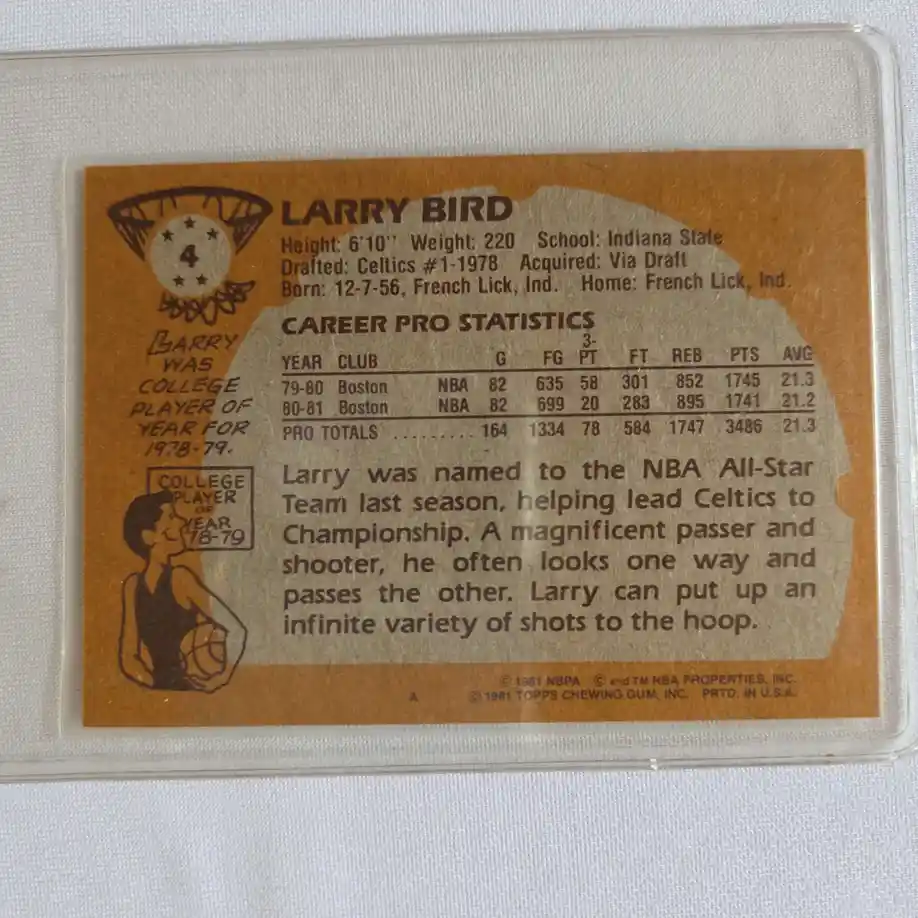 4
LARRY BIRD
Height: 6'10" Weight: 220 School: Indiana State
Drafted: Celtics #1-1978 Acquired: Via Draft
Born: 12-7-56, French Lick, Ind. Home: French Lick, Ind.
CAREER PRO STATISTICS
YEAR CLUB G FG 3-PT FT REB PTS AVG
79-80 Boston NBA 82 635 58 301 852 1745 21.3
80-81 Boston NBA 82 699 20 283 895 1741 21.2
PRO TOTALS .......... 164 1334 78 584 1747 3486 21.3
Larry was named to the NBA All-Star
Team last season, helping lead Celtics to
Championship. A magnificent passer and
shooter, he often looks one way and
passes the other. Larry can put up an
infinite variety of shots to the hoop.
LARRY
WAS
COLLEGE
PLAYER OF
YEAR FOR
1978-79.
COLLEGE
PLAYER
OF
YEAR
78-79
© 1981 NBPA © and TM NBA PROPERTIES, INC.
A © 1981 TOPPS CHEWING GUM, INC. PRTD. IN U.S.A.